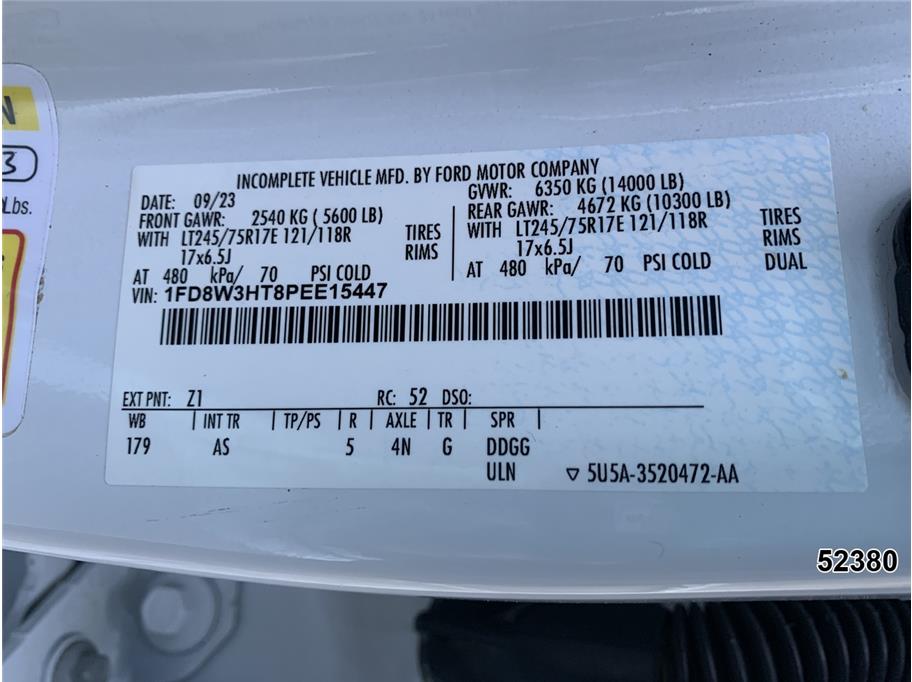 N
3
Lbs.
INCOMPLETE VEHICLE MFD. BY FORD MOTOR COMPANY
DATE: 09/23
GVWR: 6350 KG (14000 LB)
FRONT GAWR: 2540 KG ( 5600 LB)
REAR GAWR: 4672 KG (10300 LB)
WITH LT245/75R17E 121/118R TIRES
WITH LT245/75R17E 121/118R TIRES
17x6.5J RIMS
17x6.5J RIMS
AT 480 kPa/ 70 PSI COLD
AT 480 kPa/ 70 PSI COLD DUAL
VIN: 1FD8W3HT8PEE15447
EXT PNT: Z1 RC: 52 DSO:
WB | INT TR | TP/PS | R | AXLE | TR | SPR |
179 AS 5 4N G DDGG
ULN ▽ 5U5A-3520472-AA
52380